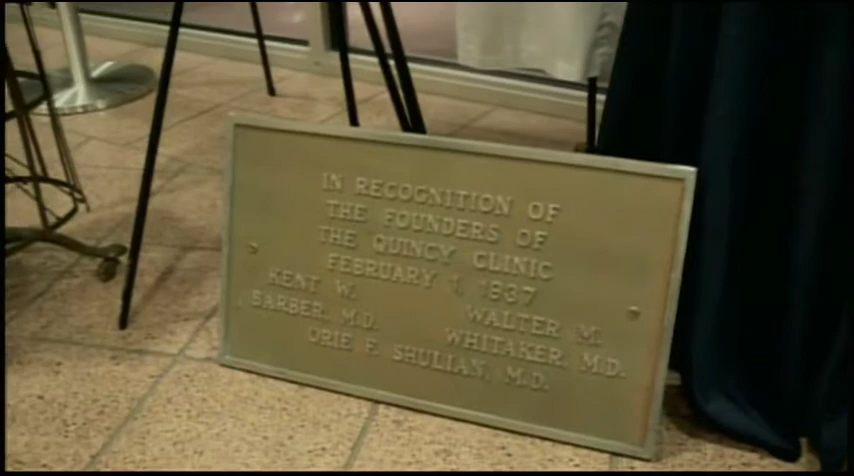 IN RECOGNITION OF
THE FOUNDERS OF
THE QUINCY CLINIC
FEBRUARY 1, 1937
KENT W. BARBER, M.D.
WALTER M. WHITAKER, M.D.
ORIE F. SHULIAN, M.D.